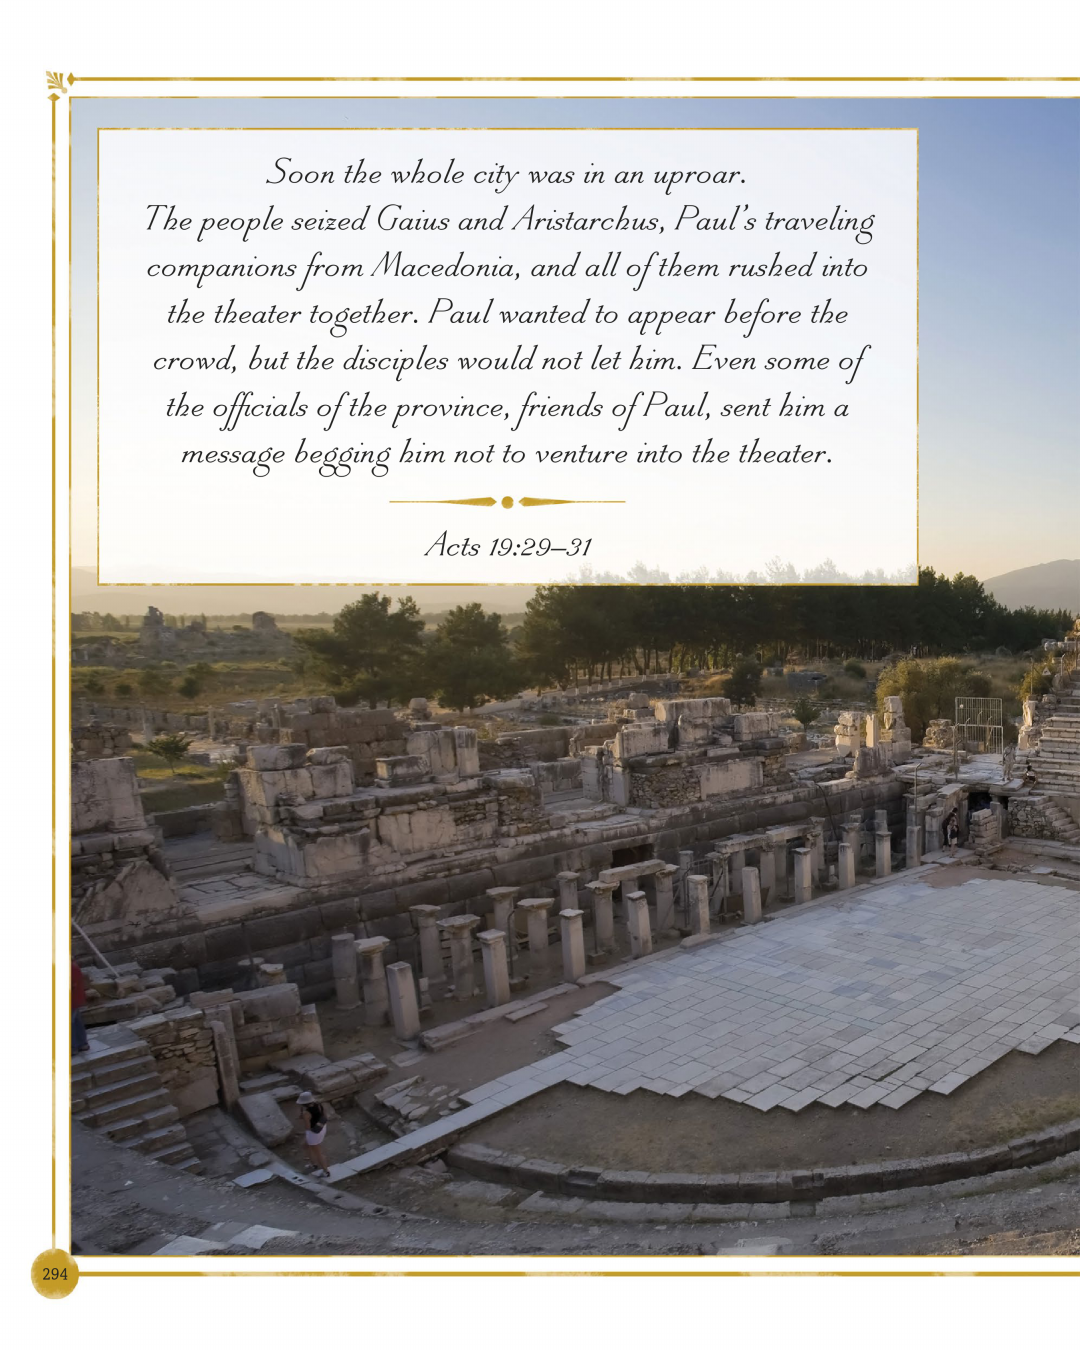 Soon the whole city was in an uproar.
The people seized Gaius and Aristarchus, Paul’s traveling
companions from Macedonia, and all of them rushed into
the theater together. Paul wanted to appear before the
crowd, but the disciples would not let him. Even some of
the officials of the province, friends of Paul, sent him a
message begging him not to venture into the theater.
Acts 19:29–31
294